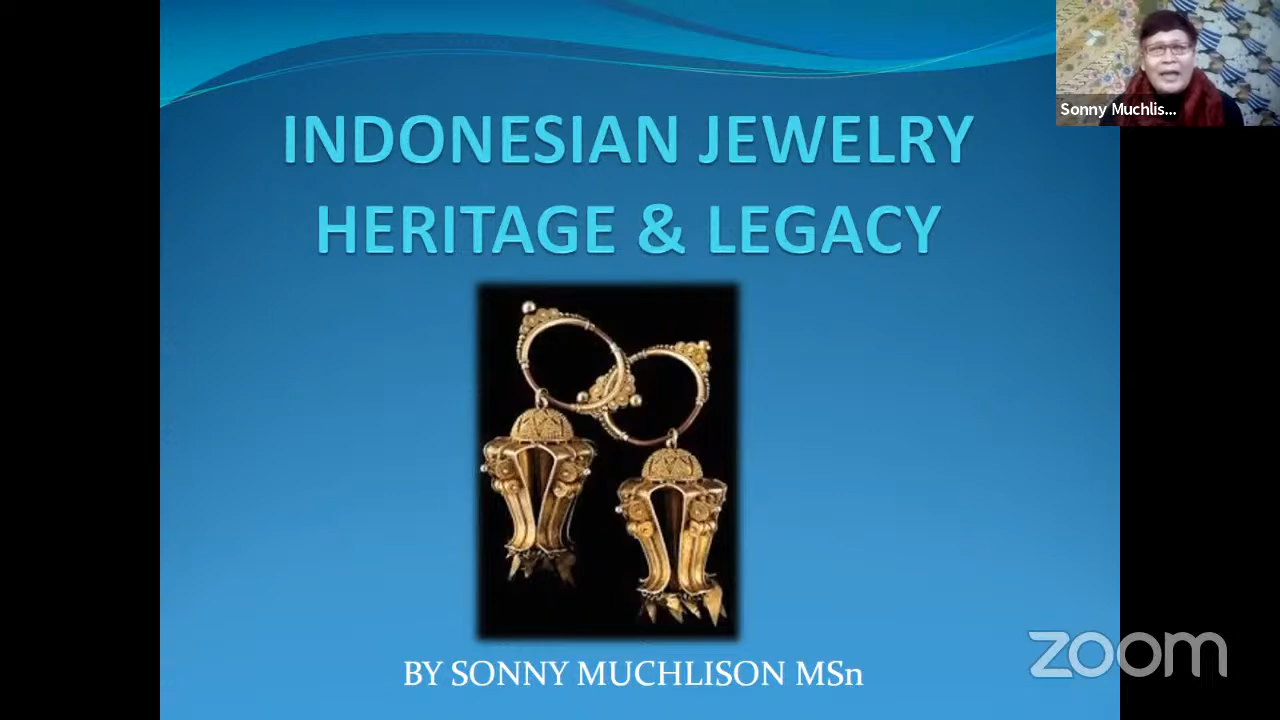 INDONESIAN JEWELRY
HERITAGE & LEGACY
BY SONNY MUCHLISON MSn
Sonny Muchlis...
zoom